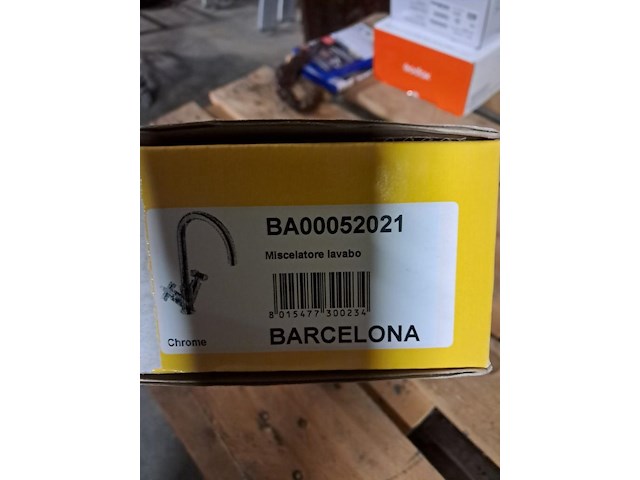 BA00052021
Miscelatore lavabo
8 015477 300234
Chrome
BARCELONA